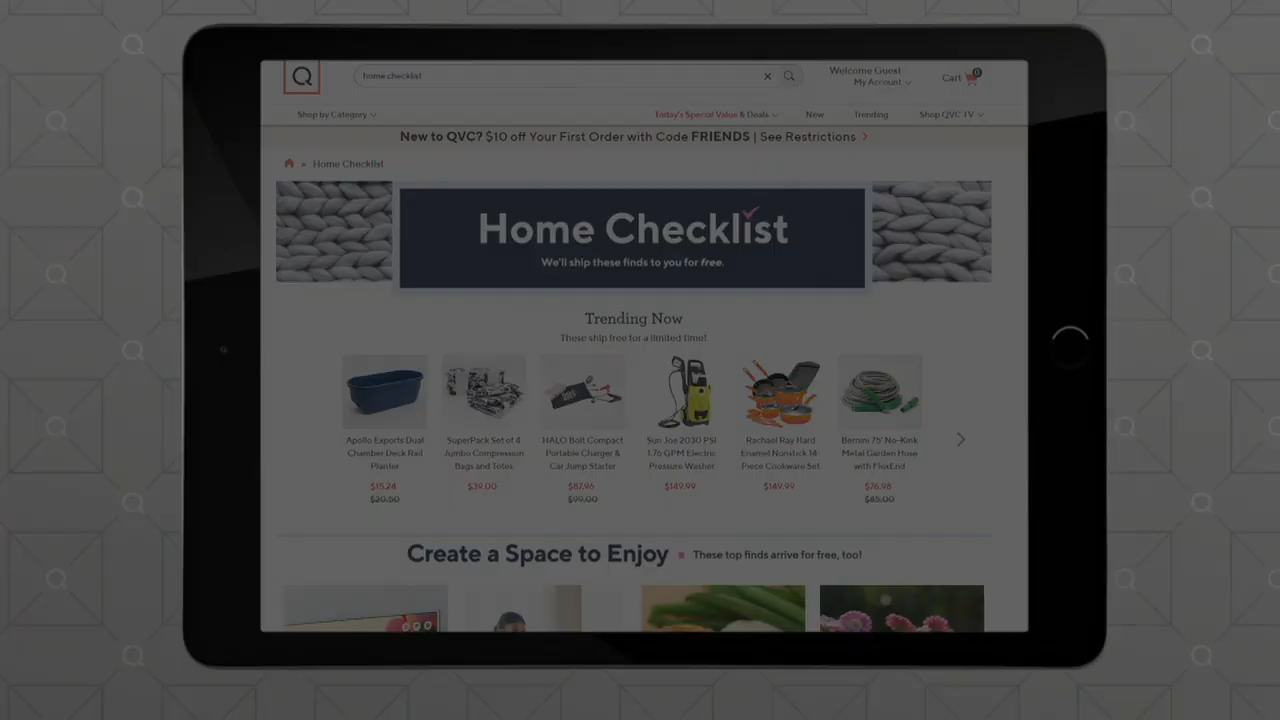 Q
home checklist
Welcome Guest
My Account
Cart 0
Shop by Category
Today's Special Value & Deals
New
Trending
Shop QVC TV
New to QVC? $10 off Your First Order with Code FRIENDS | See Restrictions
» Home Checklist
Home Checklist
We'll ship these finds to you for free.
Trending Now
These ship free for a limited time!
Apollo Exports Dual
Chamber Deck Rail
Planter
$15.24
$20.50
SuperPack Set of 4
Jumbo Compression
Bags and Totes
$39.00
HALO Bolt Compact
Portable Charger &
Car Jump Starter
$87.96
$99.00
Sun Joe 2030 PSI
1.76 GPM Electric
Pressure Washer
$149.99
Rachael Ray Hard
Enamel Nonstick 14-
Piece Cookware Set
$149.99
Bernini 75' No-Kink
Metal Garden Hose
with FlexEnd
$76.98
$85.00
Create a Space to Enjoy
These top finds arrive for free, too!